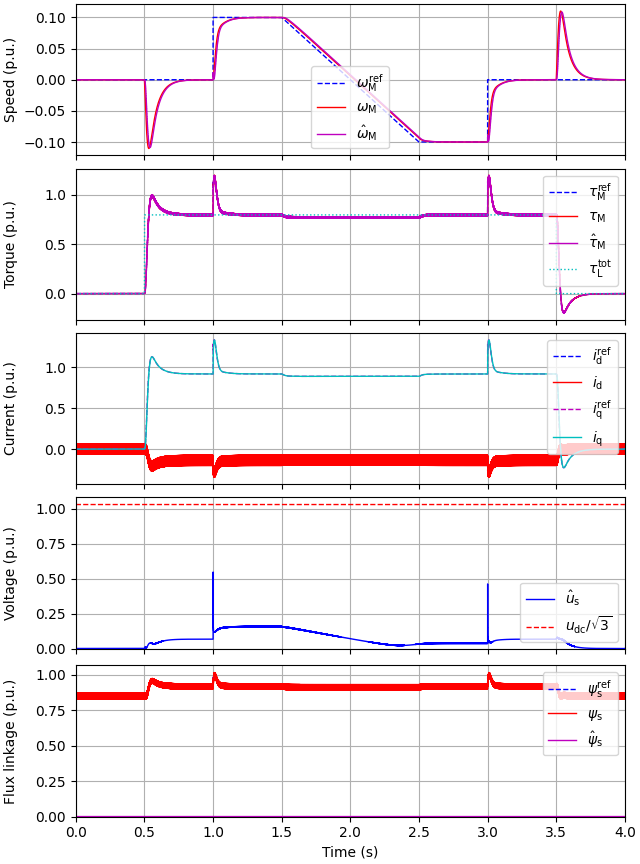 Speed (p.u.)
0.10
0.05
0.00
−0.05
−0.10
ω_M^ref
ω_M
ω̂_M
Torque (p.u.)
1.0
0.5
0.0
τ_M^ref
τ_M
τ̂_M
τ_L^tot
Current (p.u.)
1.0
0.5
0.0
i_d^ref
i_d
i_q^ref
i_q
Voltage (p.u.)
1.00
0.75
0.50
0.25
0.00
û_s
u_dc/√3
Flux linkage (p.u.)
1.00
0.75
0.50
0.25
0.00
ψ_s^ref
ψ_s
ψ̂_s
0.0 0.5 1.0 1.5 2.0 2.5 3.0 3.5 4.0
Time (s)